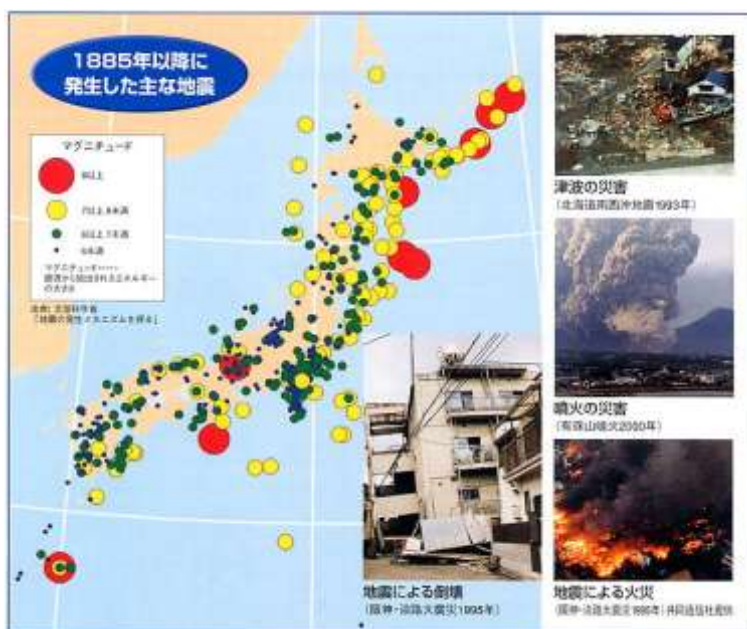 1885年以降に
発生した主な地震
マグニチュード
8以上
7以上8未満
6以上7未満
6未満
マグニチュード……
震源から放出されるエネルギー
の大きさ
出典：文部科学省
「地震の発生メカニズムを探る」
津波の災害
（北海道南西沖地震1993年）
噴火の災害
（有珠山噴火2000年）
地震による倒壊
（阪神・淡路大震災1995年）
地震による火災
（阪神・淡路大震災1995年）共同通信社提供